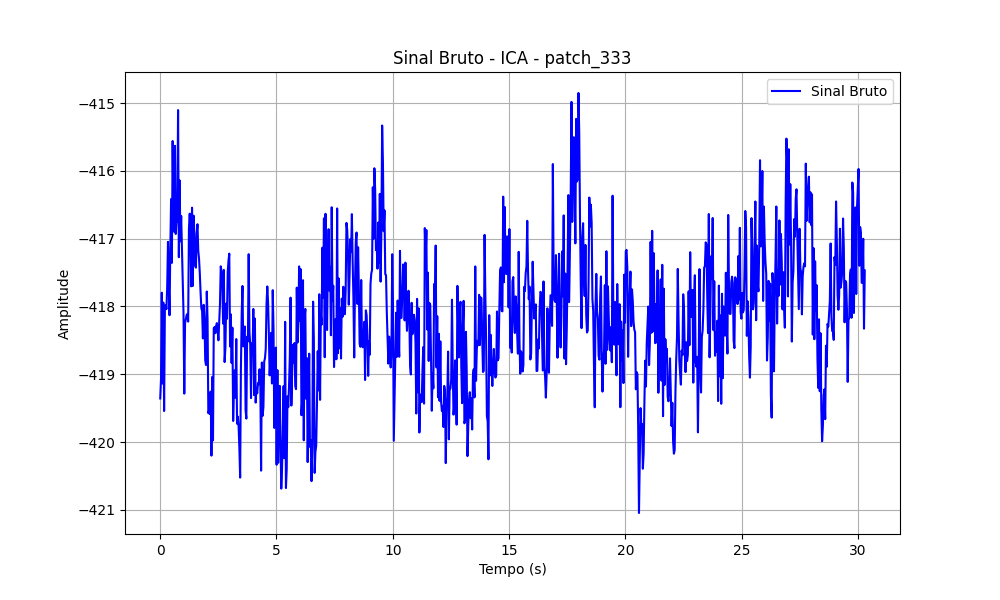 Sinal Bruto - ICA - patch_333
Sinal Bruto
Amplitude
−415
−416
−417
−418
−419
−420
−421
0 5 10 15 20 25 30
Tempo (s)